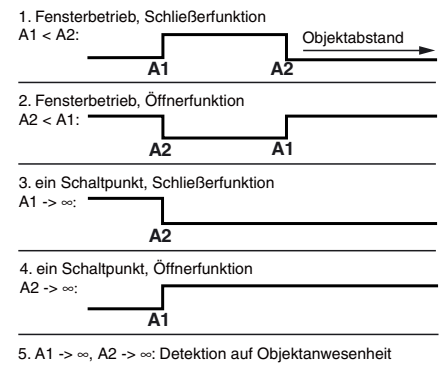 1. Fensterbetrieb, Schließerfunktion
A1 < A2:
Objektabstand
A1 A2
2. Fensterbetrieb, Öffnerfunktion
A2 < A1:
A2 A1
3. ein Schaltpunkt, Schließerfunktion
A1 -> ∞:
A2
4. ein Schaltpunkt, Öffnerfunktion
A2 -> ∞:
A1
5. A1 -> ∞, A2 -> ∞: Detektion auf Objektanwesenheit